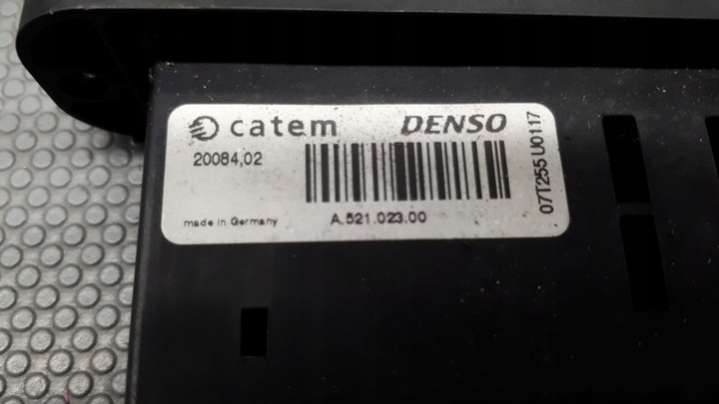 catem DENSO
20084,02
made in Germany
A.521.023.00
07T255 U0117